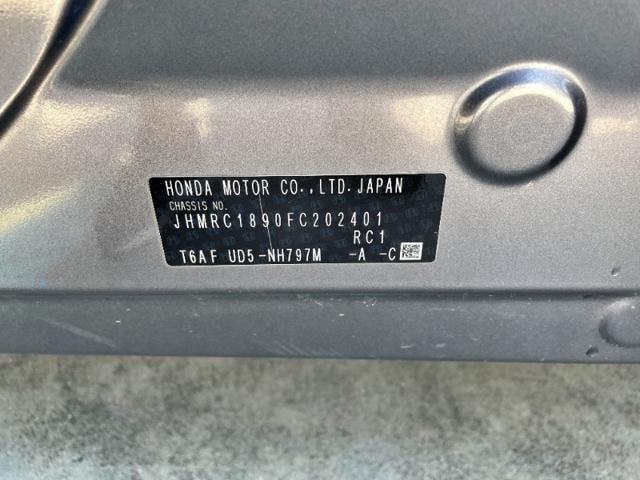 HONDA MOTOR CO.,LTD.JAPAN
CHASSIS NO.
JHMRC1890FC202401
RC1
T6AF UD5-NH797M -A -C